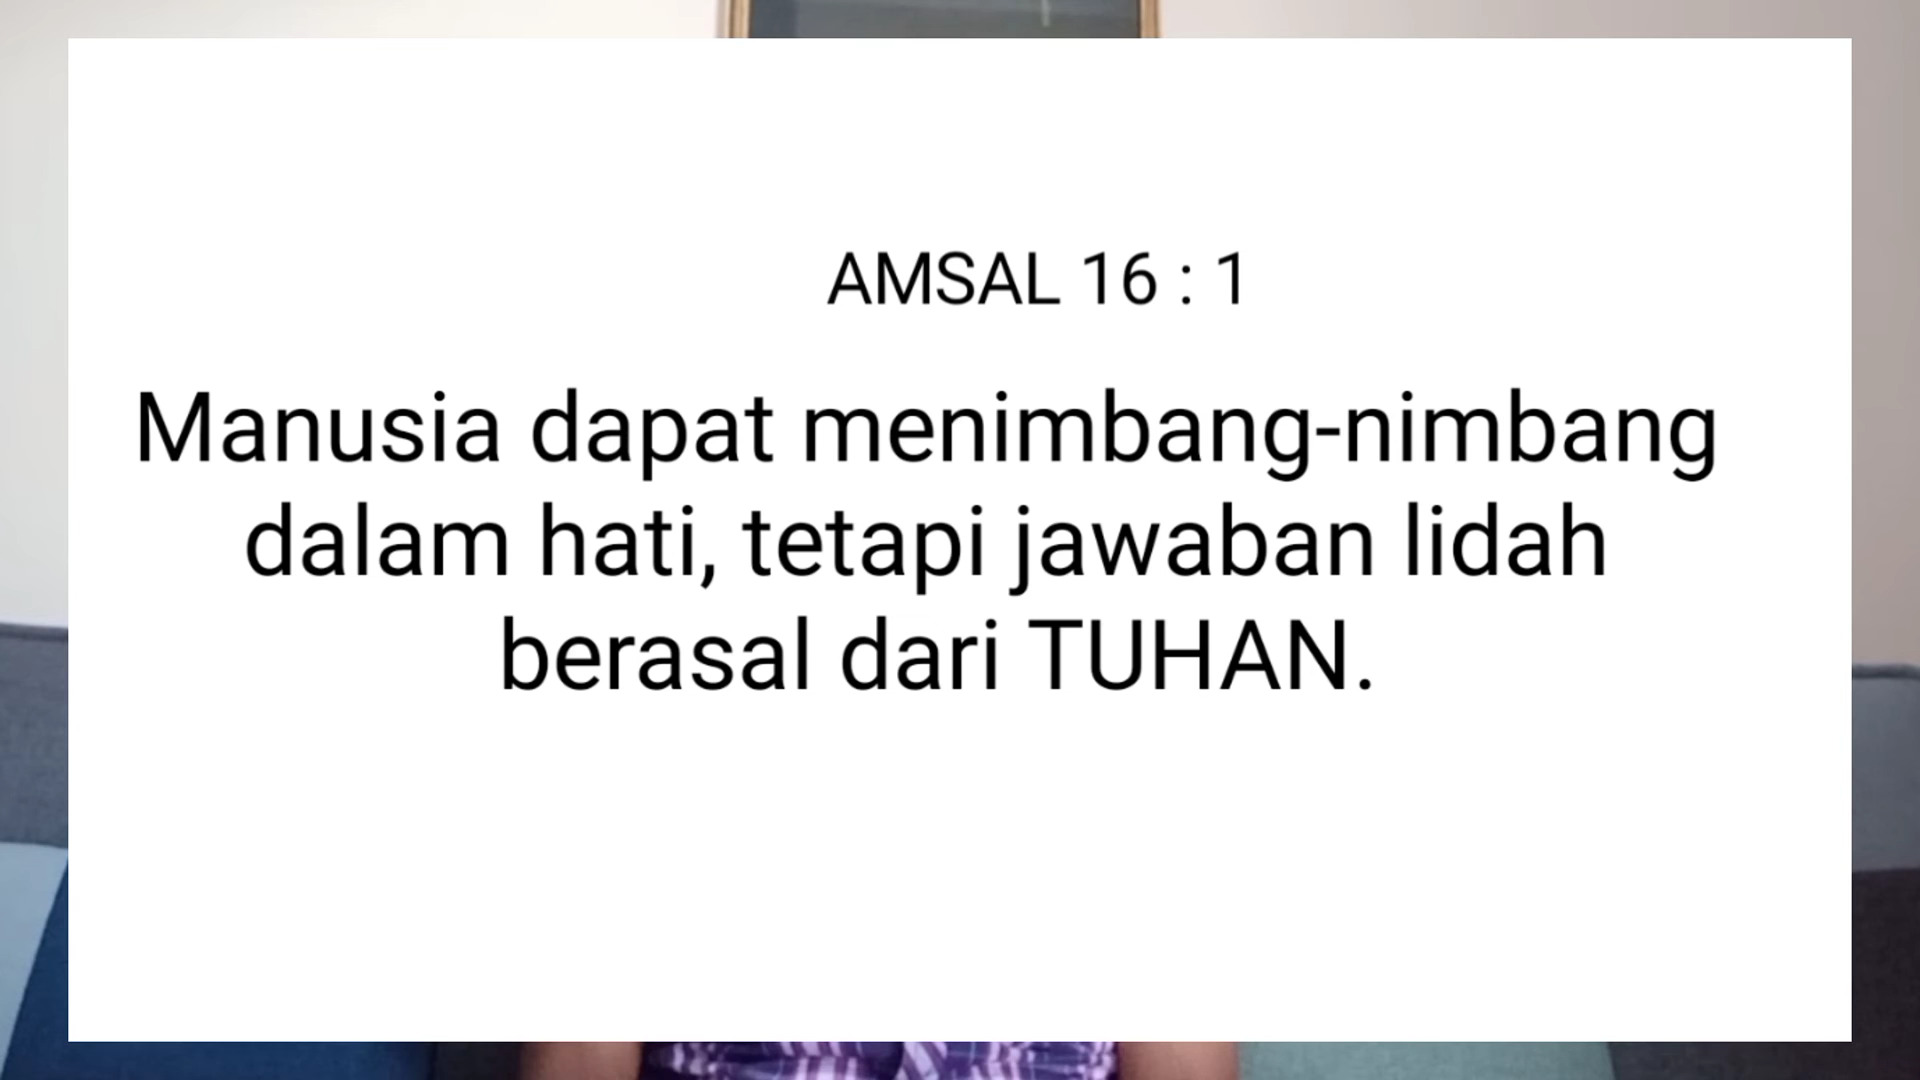 AMSAL 16 : 1
Manusia dapat menimbang-nimbang
dalam hati, tetapi jawaban lidah
berasal dari TUHAN.